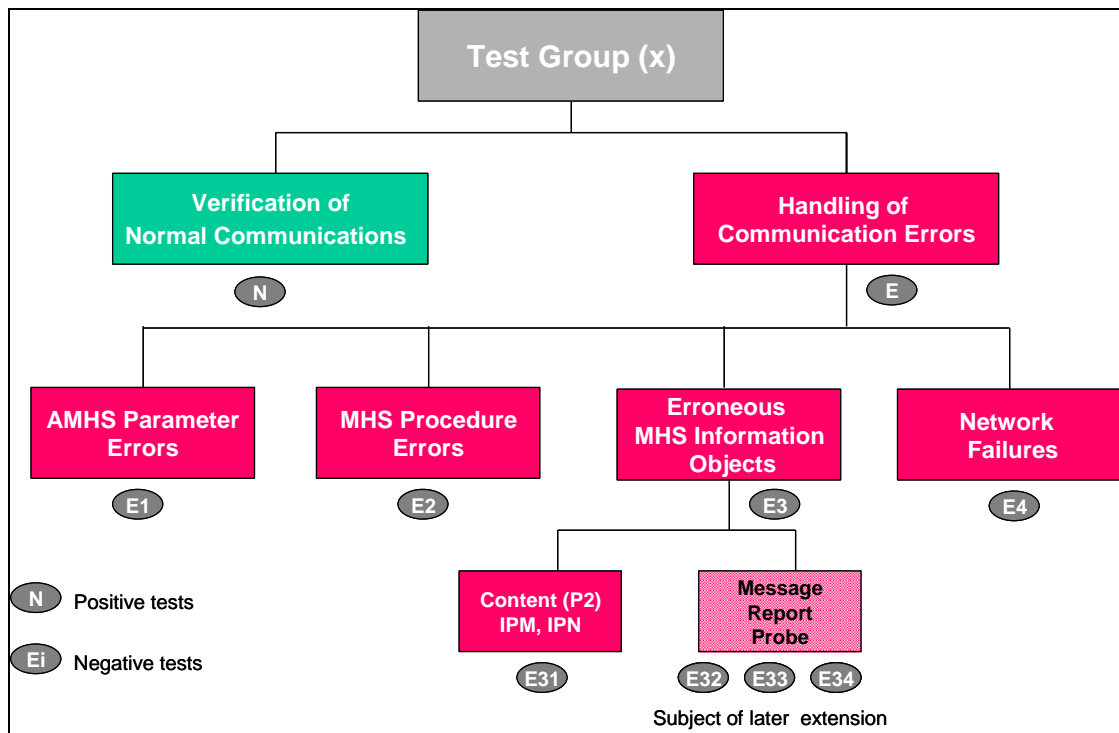 Test Group (x)
Verification of
Normal Communications
Handling of
Communication Errors
N
E
AMHS Parameter
Errors
MHS Procedure
Errors
Erroneous
MHS Information
Objects
Network
Failures
E1
E2
E3
E4
Content (P2)
IPM, IPN
Message
Report
Probe
N Positive tests
Ei Negative tests
E31
E32 E33 E34
Subject of later extension